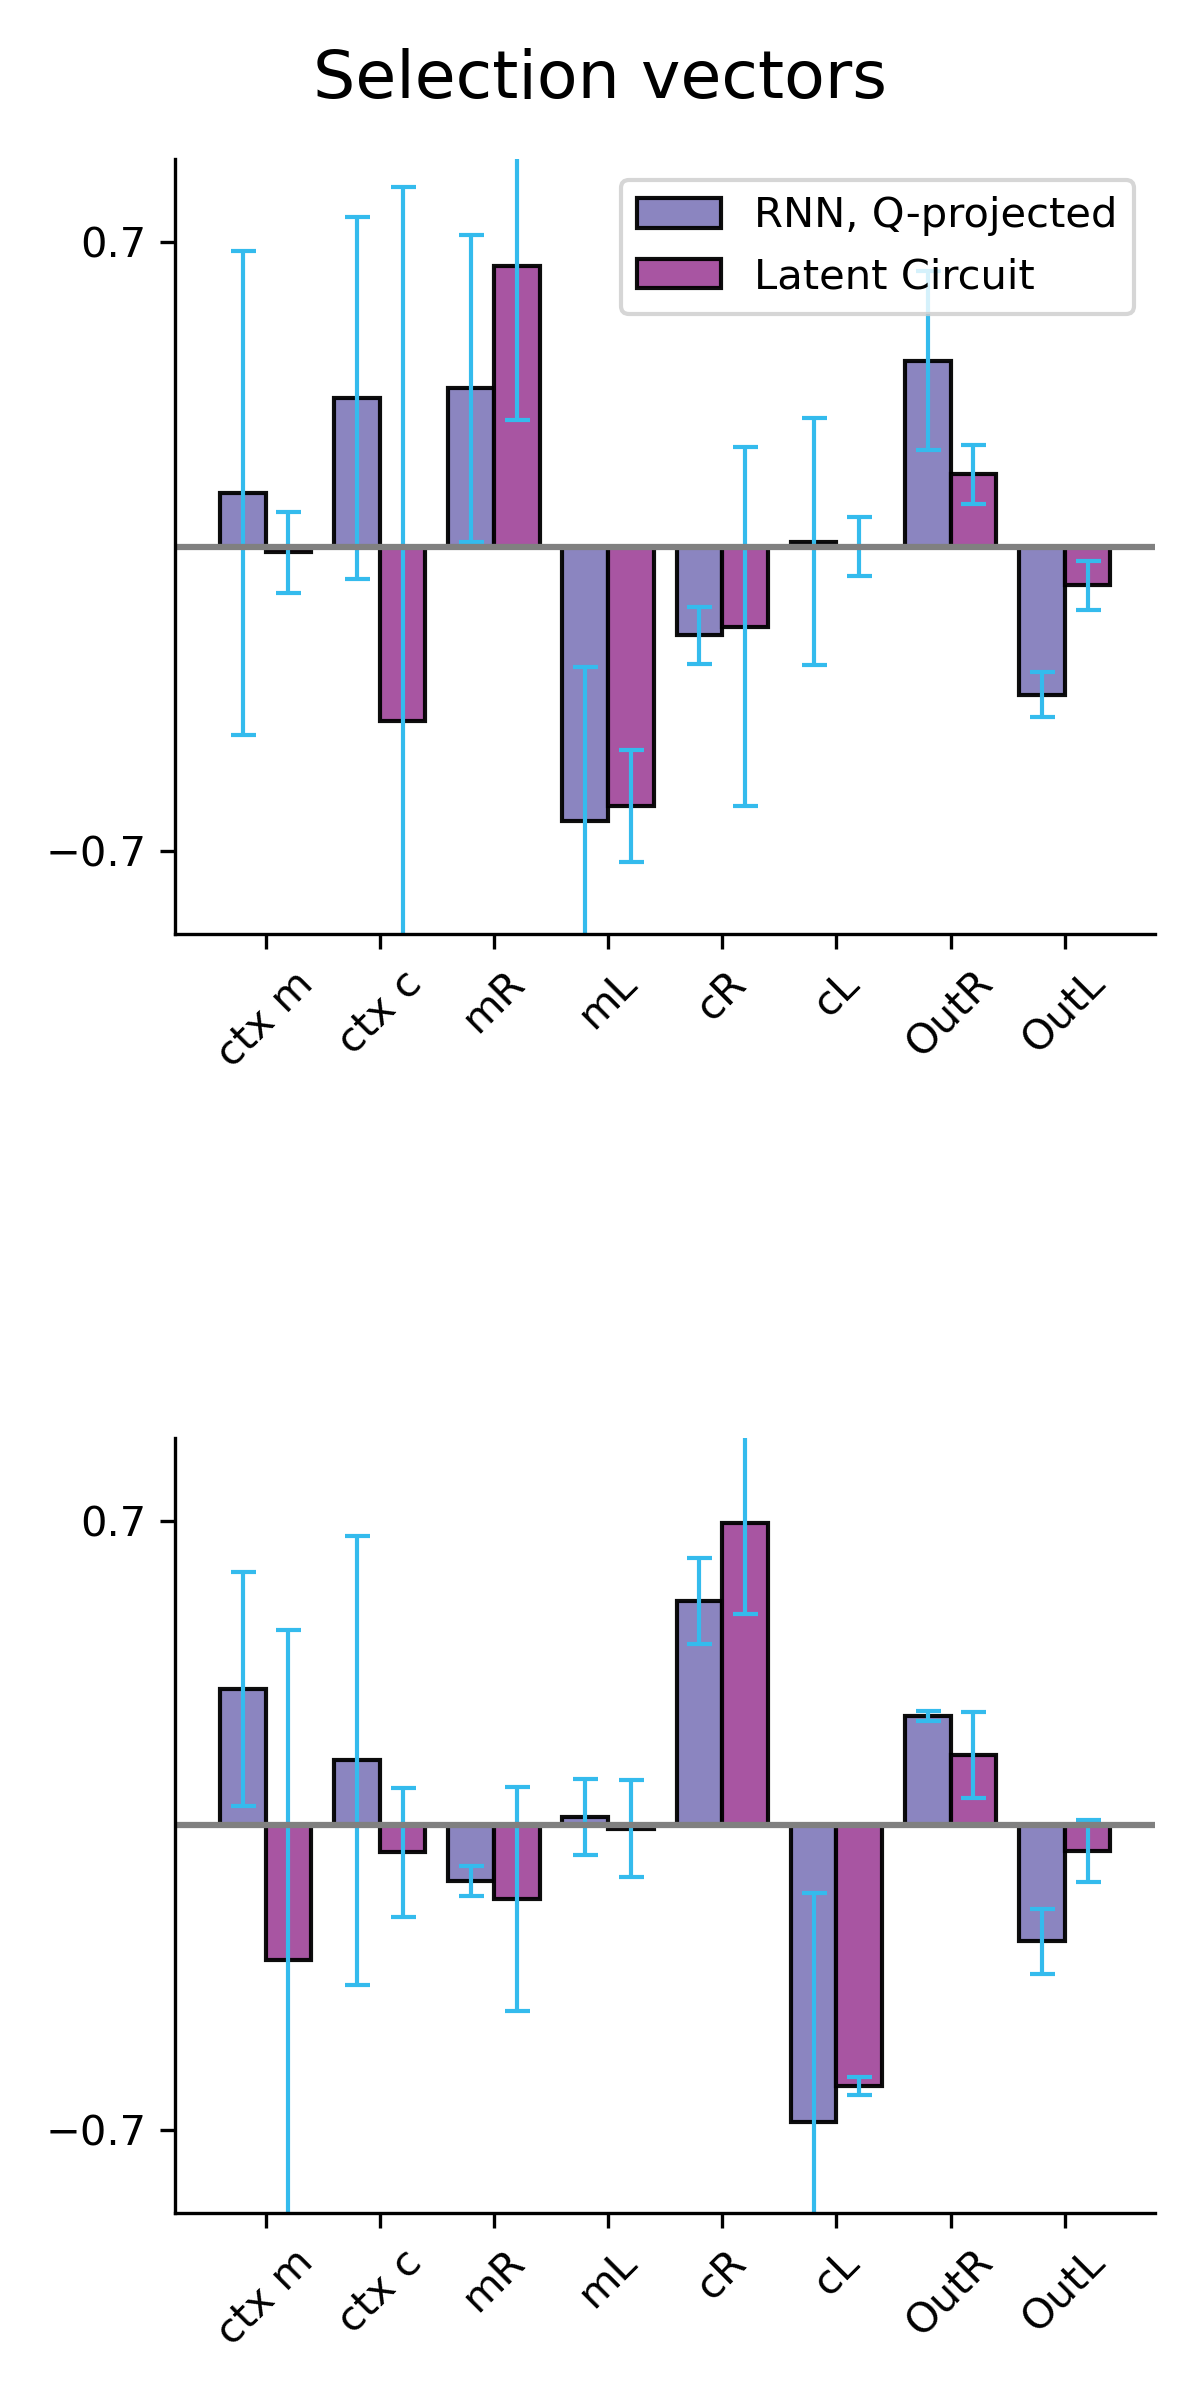 Selection vectors
0.7
−0.7
RNN, Q-projected
Latent Circuit
ctx m
ctx c
mR
mL
cR
cL
OutR
OutL
0.7
−0.7
ctx m
ctx c
mR
mL
cR
cL
OutR
OutL